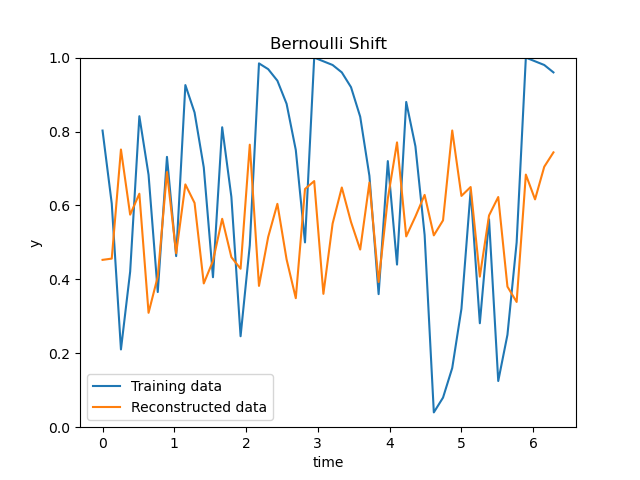 Bernoulli Shift
1.0
0.8
0.6
0.4
0.2
0.0
y
Training data
Reconstructed data
0 1 2 3 4 5 6
time